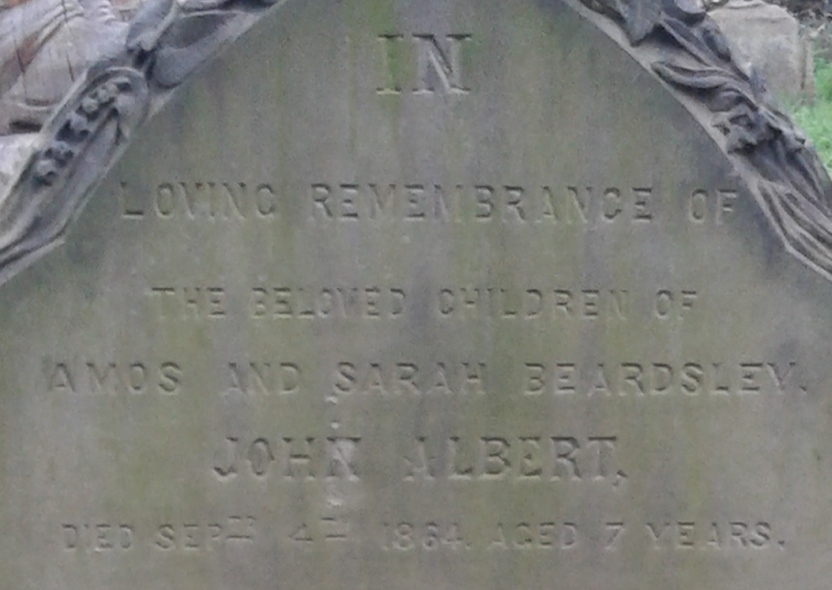 IN
LOVING REMEMBRANCE OF
THE BELOVED CHILDREN OF
AMOS AND SARAH BEARDSLEY.
JOHN ALBERT,
DIED SEPTR 4TH 1864. AGED 7 YEARS.